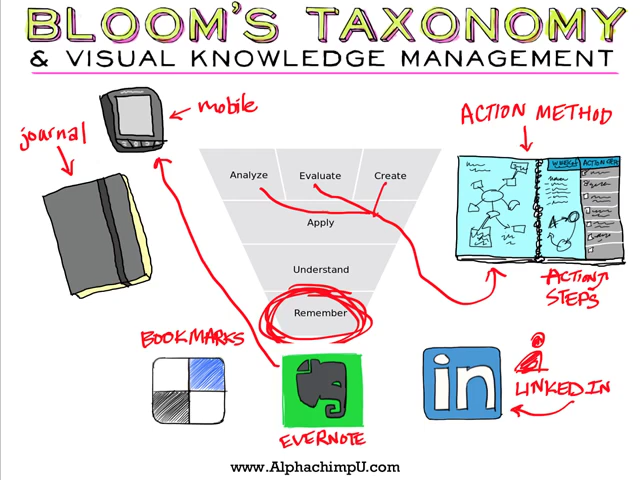 BLOOM'S TAXONOMY
& VISUAL KNOWLEDGE MANAGEMENT
journal
mobile
ACTION METHOD
Analyze
Evaluate
Create
Apply
Understand
Remember
ACTION
STEPS
BOOKMARKS
in
LINKEDIN
EVERNOTE
www.AlphachimpU.com